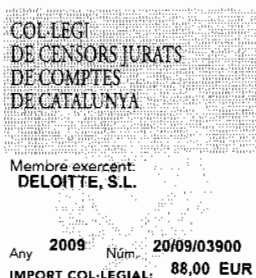 COL·LEGI
DE CENSORS JURATS
DE COMPTES
DE CATALUNYA
Membre exercent:
DELOITTE, S.L.
Any 2009 Núm. 20/09/03900
IMPORT COL·LEGIAL: 88,00 EUR